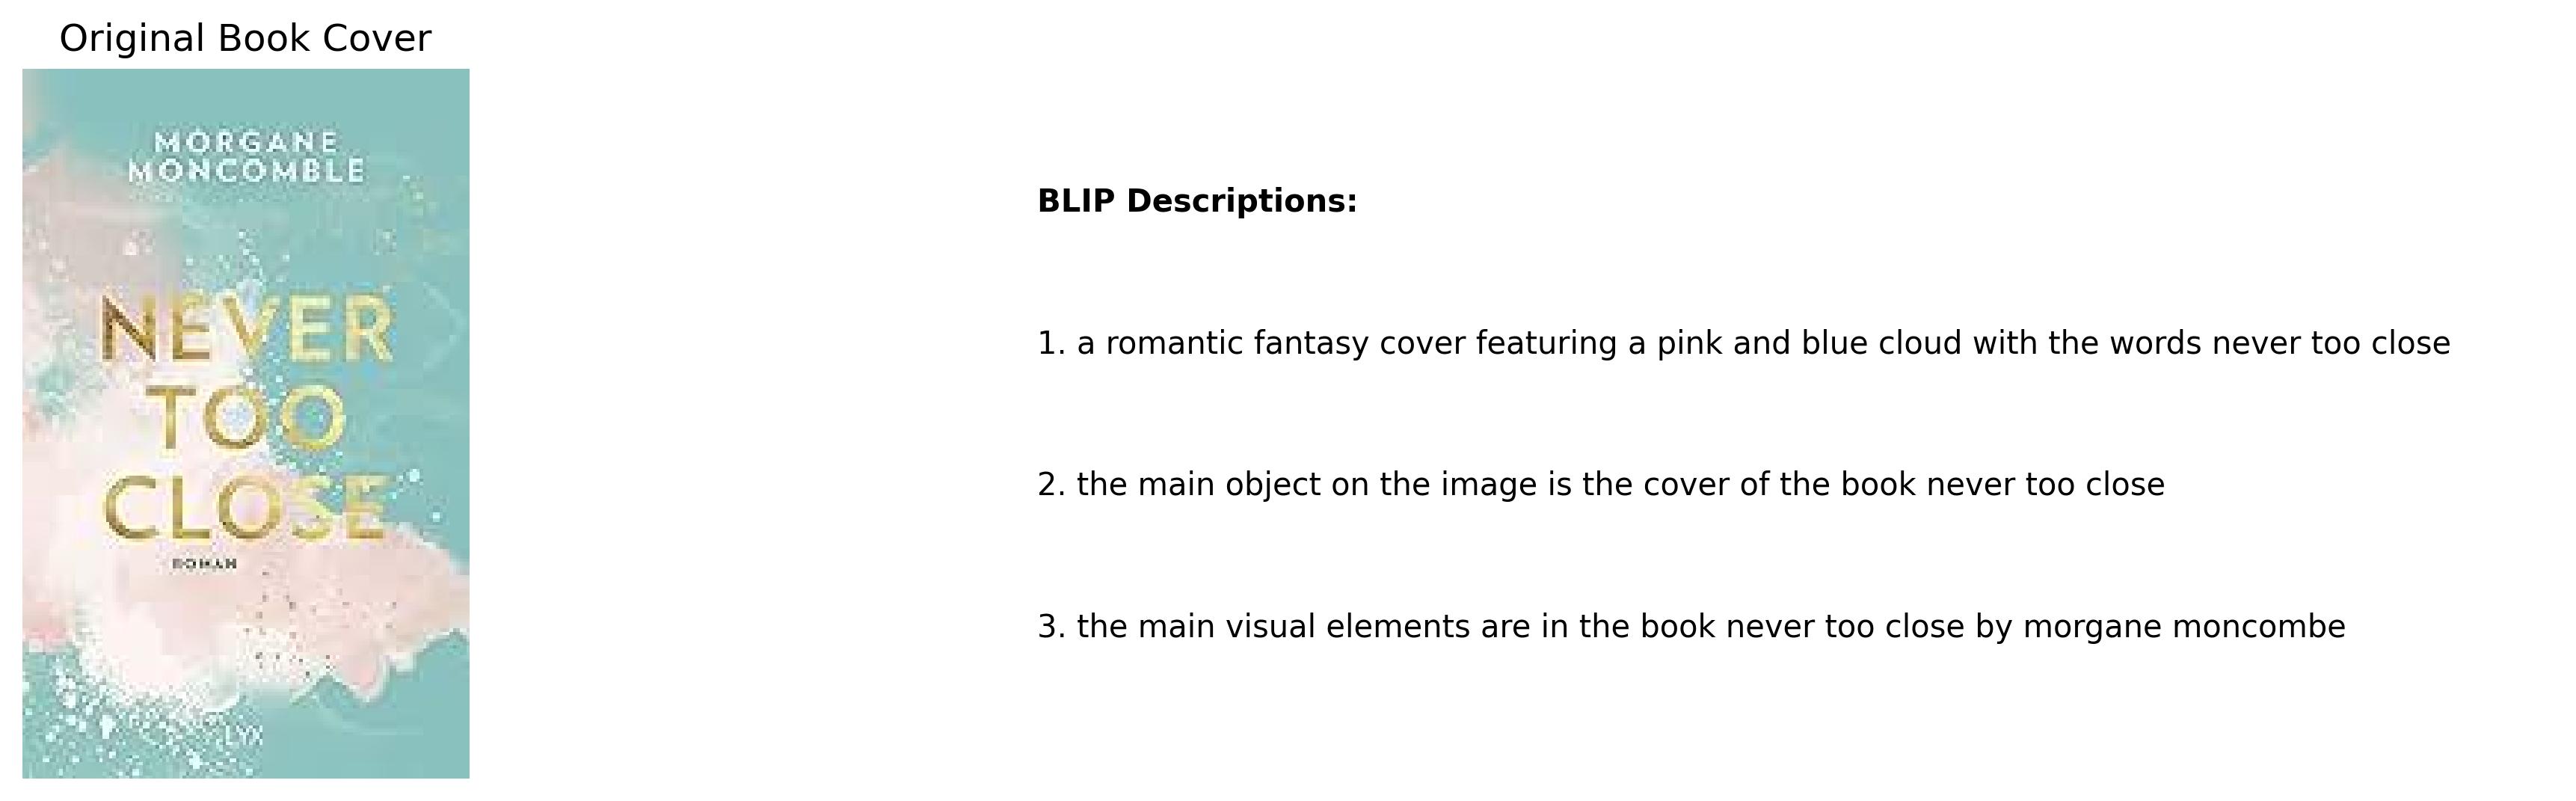 Original Book Cover
MORGANE
MONCOMBLE
NEVER
TOO
CLOSE
ROMAN
LYX
BLIP Descriptions:
1. a romantic fantasy cover featuring a pink and blue cloud with the words never too close
2. the main object on the image is the cover of the book never too close
3. the main visual elements are in the book never too close by morgane moncombe